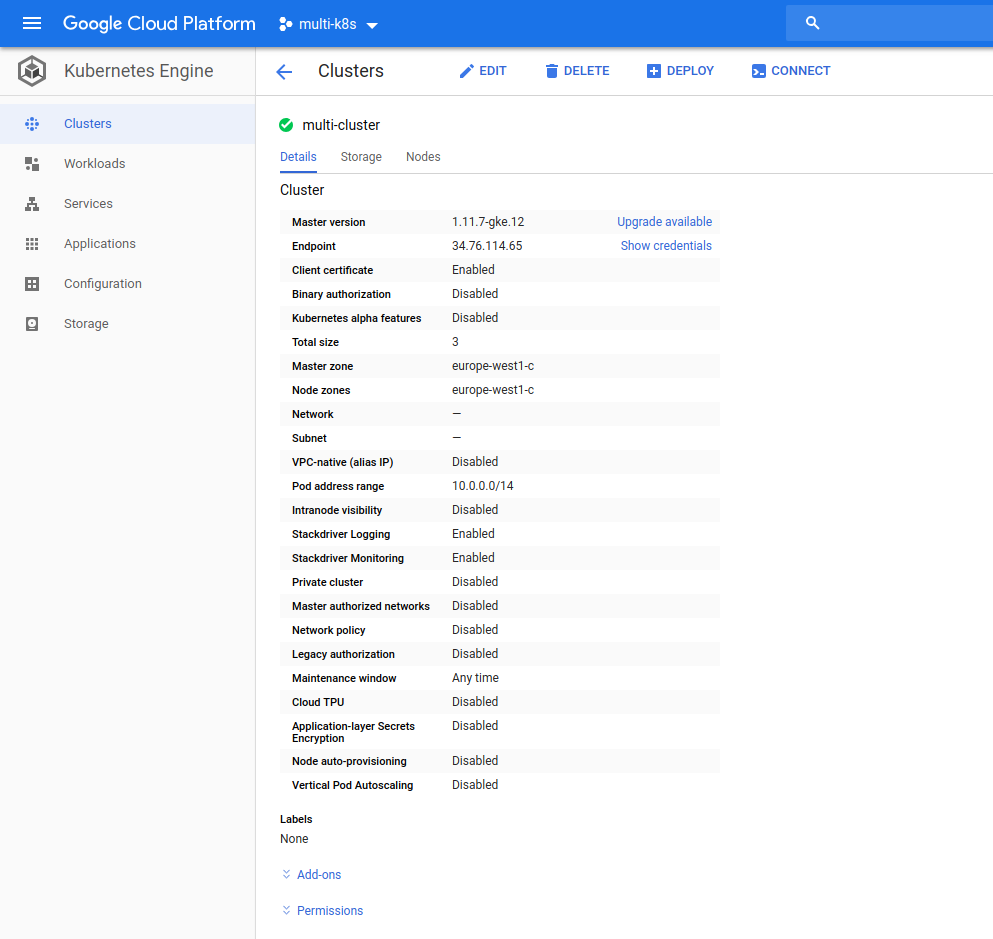 Google Cloud Platform multi-k8s
Kubernetes Engine
Clusters EDIT DELETE DEPLOY CONNECT
Clusters
Workloads
Services
Applications
Configuration
Storage
multi-cluster
Details Storage Nodes
Cluster
Master version 1.11.7-gke.12 Upgrade available
Endpoint 34.76.114.65 Show credentials
Client certificate Enabled
Binary authorization Disabled
Kubernetes alpha features Disabled
Total size 3
Master zone europe-west1-c
Node zones europe-west1-c
Network —
Subnet —
VPC-native (alias IP) Disabled
Pod address range 10.0.0.0/14
Intranode visibility Disabled
Stackdriver Logging Enabled
Stackdriver Monitoring Enabled
Private cluster Disabled
Master authorized networks Disabled
Network policy Disabled
Legacy authorization Disabled
Maintenance window Any time
Cloud TPU Disabled
Application-layer Secrets Disabled
Encryption
Node auto-provisioning Disabled
Vertical Pod Autoscaling Disabled
Labels
None
Add-ons
Permissions